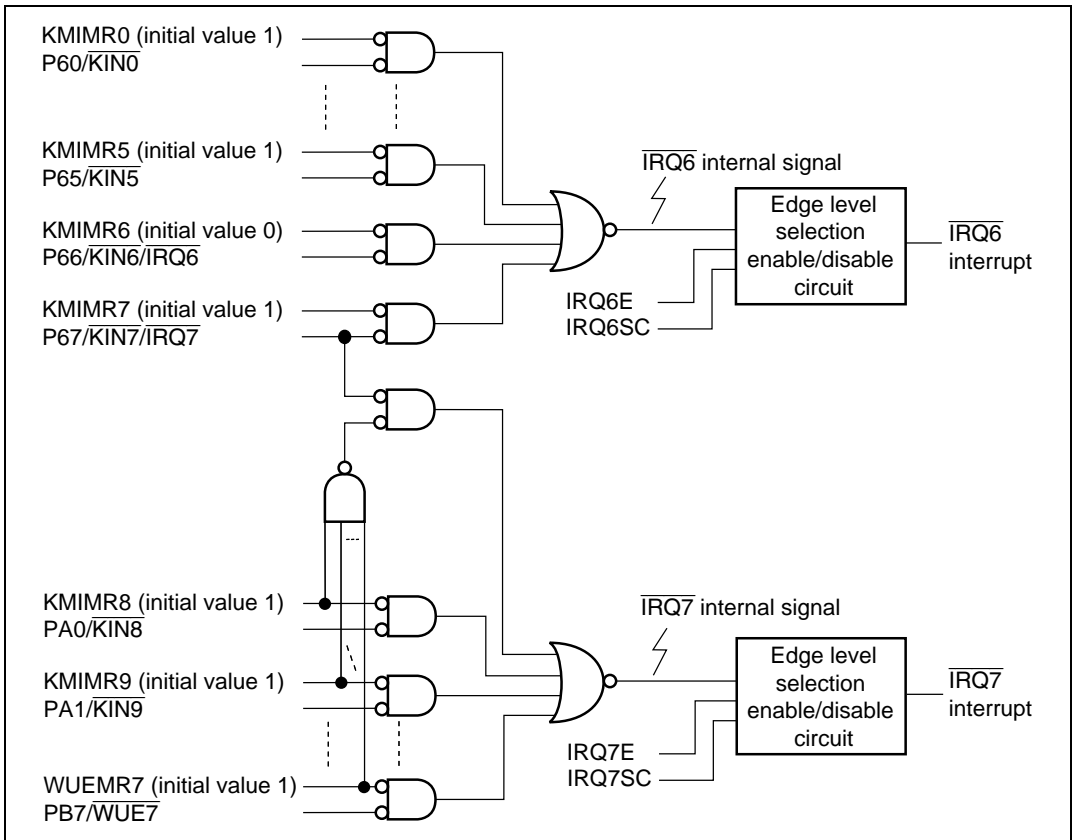 KMIMR0 (initial value 1)
P60/KIN0
KMIMR5 (initial value 1)
P65/KIN5
KMIMR6 (initial value 0)
P66/KIN6/IRQ6
KMIMR7 (initial value 1)
P67/KIN7/IRQ7
IRQ6 internal signal
Edge level
selection
enable/disable
circuit
IRQ6E
IRQ6SC
IRQ6
interrupt
KMIMR8 (initial value 1)
PA0/KIN8
KMIMR9 (initial value 1)
PA1/KIN9
WUEMR7 (initial value 1)
PB7/WUE7
IRQ7 internal signal
Edge level
selection
enable/disable
circuit
IRQ7E
IRQ7SC
IRQ7
interrupt